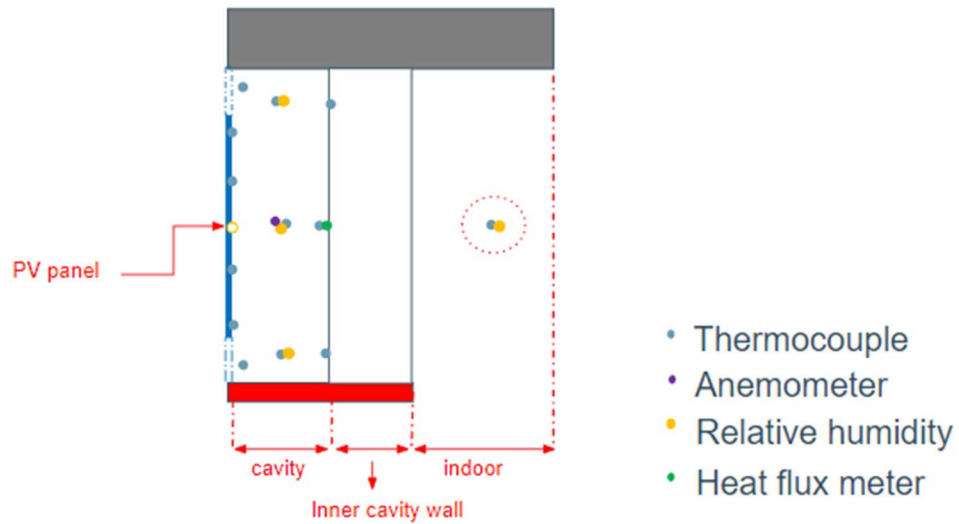 PV panel
cavity
indoor
Inner cavity wall
Thermocouple
Anemometer
Relative humidity
Heat flux meter